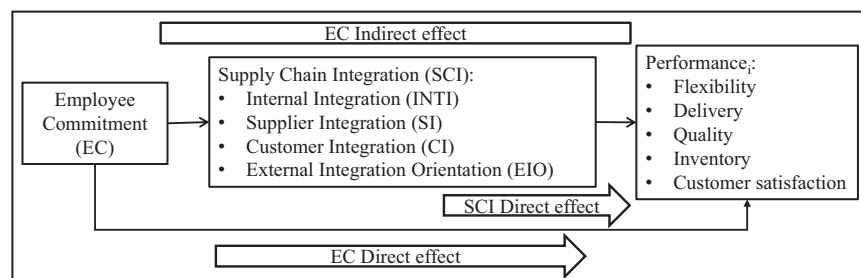 EC Indirect effect
Employee
Commitment
(EC)
Supply Chain Integration (SCI):
• Internal Integration (INTI)
• Supplier Integration (SI)
• Customer Integration (CI)
• External Integration Orientation (EIO)
Performanceᵢ:
• Flexibility
• Delivery
• Quality
• Inventory
• Customer satisfaction
SCI Direct effect
EC Direct effect